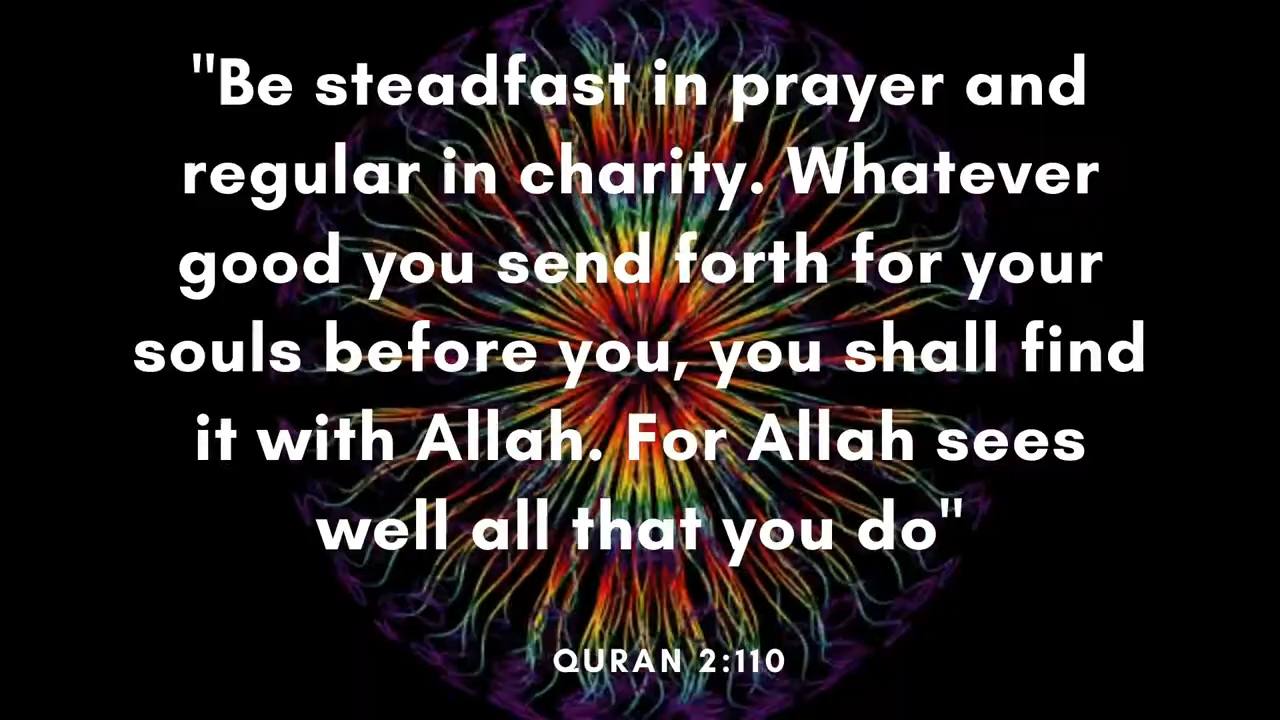 "Be steadfast in prayer and
regular in charity. Whatever
good you send forth for your
souls before you, you shall find
it with Allah. For Allah sees
well all that you do"
QURAN 2:110